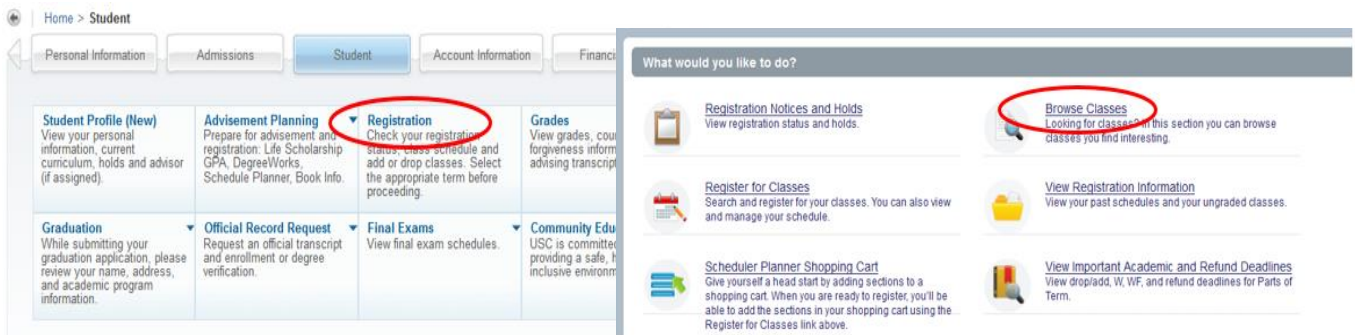 Home > Student
Personal Information
Admissions
Student
Account Information
Student Profile (New)
View your personal
information, current
curriculum, holds and advisor
(if assigned).
Advisement Planning
Prepare for advisement and
registration: Life Scholarship
GPA, DegreeWorks,
Schedule Planner, Book Info.
Registration
Check your registration
status, class schedule and
add or drop classes. Select
the appropriate term before
proceeding.
Grades
View grades,
forgiveness
advising transcript
Graduation
While submitting your
graduation application, please
review your name, address,
and academic program
information.
Official Record Request
Request an official transcript
and enrollment or degree
verification.
Final Exams
View final exam schedules.
Community
USC is
providing a safe,
inclusive
What would you like to do?
Registration Notices and Holds
View registration status and holds.
Browse Classes
Looking for classes? In this section you can browse
classes you find interesting.
Register for Classes
Search and register for your classes. You can also view
and manage your schedule.
View Registration Information
View your past schedules and your ungraded classes.
Scheduler Planner Shopping Cart
Give yourself a head start by adding sections to a
shopping cart. When you are ready to register, you'll be
able to add the sections in your shopping cart using the
Register for Classes link above.
View Important Academic and Refund Deadlines
View drop/add, W, WF, and refund deadlines for Parts of
Term.